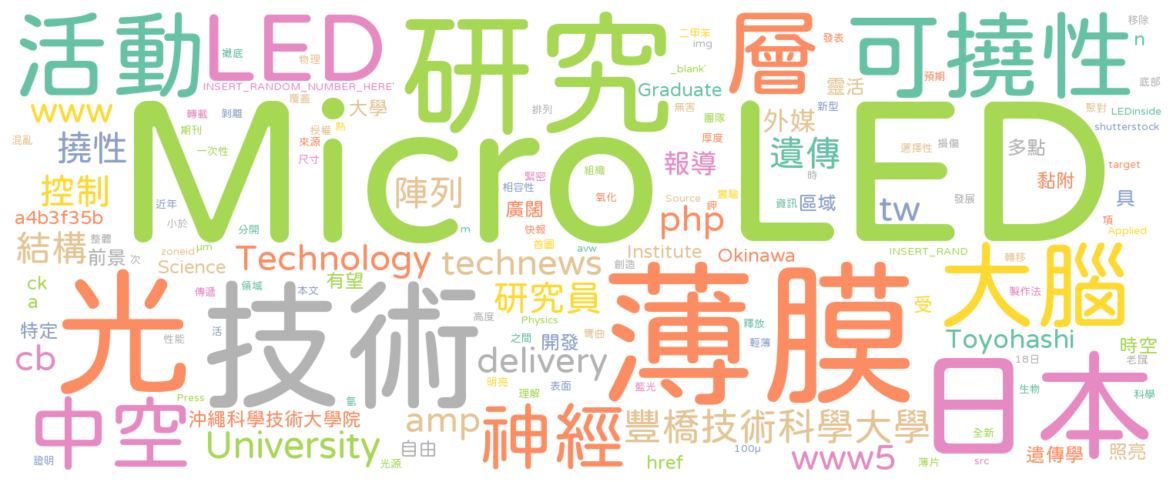 活動
LED
研究
層
可撓性
Micro LED
襯底
物理
INSERT_RANDOM_NUMBER_HERE'
二甲苯
img
_blank'
發表
移除
n
www
轉載
剝離
覆蓋
大學
Graduate
無害
靈活
預期
底部
撓性
混亂
期刊
一次性
授權
熱
來源
尺寸
排列
團隊
厚度
外媒
新型
遺傳
選擇性
損傷
堅對
LEDinside
shutterstock
多點
target
控制
陣列
報導
組織
緊密
相容性
氧化
實驗
時
黏附
a4b3f35b
近年
小於
廣闊
Source
鉀
資訊
區域
tw
發展
具
項
Applied
結構
整體
前景
分開
m
php
快報
首圖
avw
INSERT_RAND
zoneid
μm
次
Science
Technology
technews
創造
Institute
Okinawa
轉移
大腦
ck
a
傳遞
領域
有望
本文
研究員
薄膜
受
製作法
特定
光
技術
高度
Physics
之間
彎曲
開發
釋放
輕薄
Toyohashi
時空
cb
性能
活
delivery
18日
老鼠
日本
中空
Press
氫
明亮
理解
表面
藍光
生物
科學
沖繩科學技術大學院
amp
神經
豐橋技術科學大學
全新
證明
University
光源
自由
href
100μ
www5
薄片
src
遺傳學
照亮